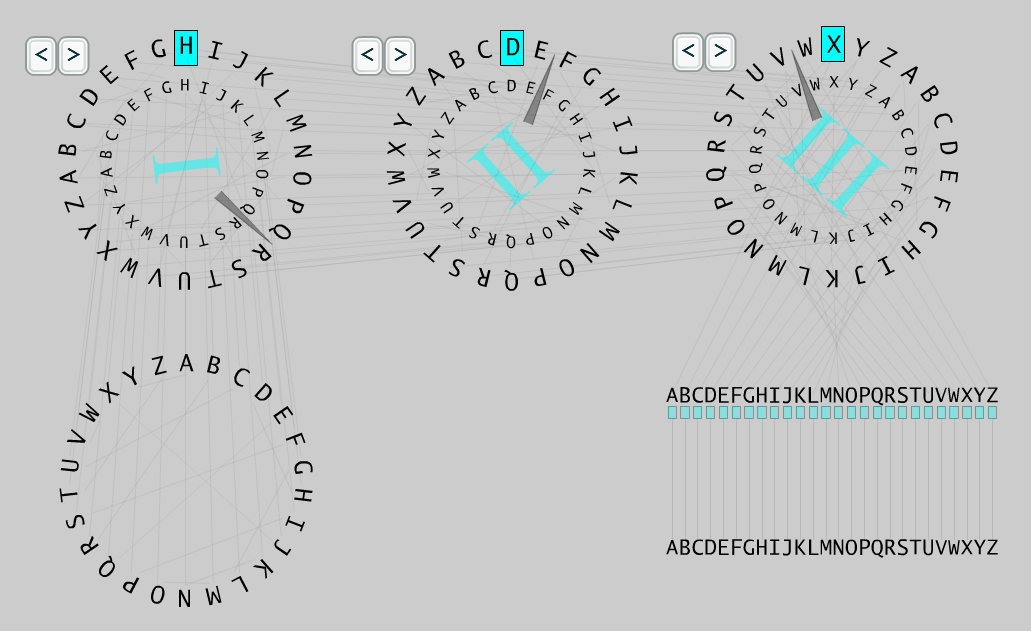 < >
H I J K L M N O P Q R S T U V W X Y Z A B C D E F G
H I J K L M N O P Q R S T U V W X Y Z A B C D E F G
I
< >
D E F G H I J K L M N O P Q R S T U V W X Y Z A B C
D E F G H I J K L M N O P Q R S T U V W X Y Z A B C
II
< >
X Y Z A B C D E F G H I J K L M N O P Q R S T U V W
X Y Z A B C D E F G H I J K L M N O P Q R S T U V W
III
A B C D E F G H I J K L M N O P Q R S T U V W X Y Z
ABCDEFGHIJKLMNOPQRSTUVWXYZ
ABCDEFGHIJKLMNOPQRSTUVWXYZ